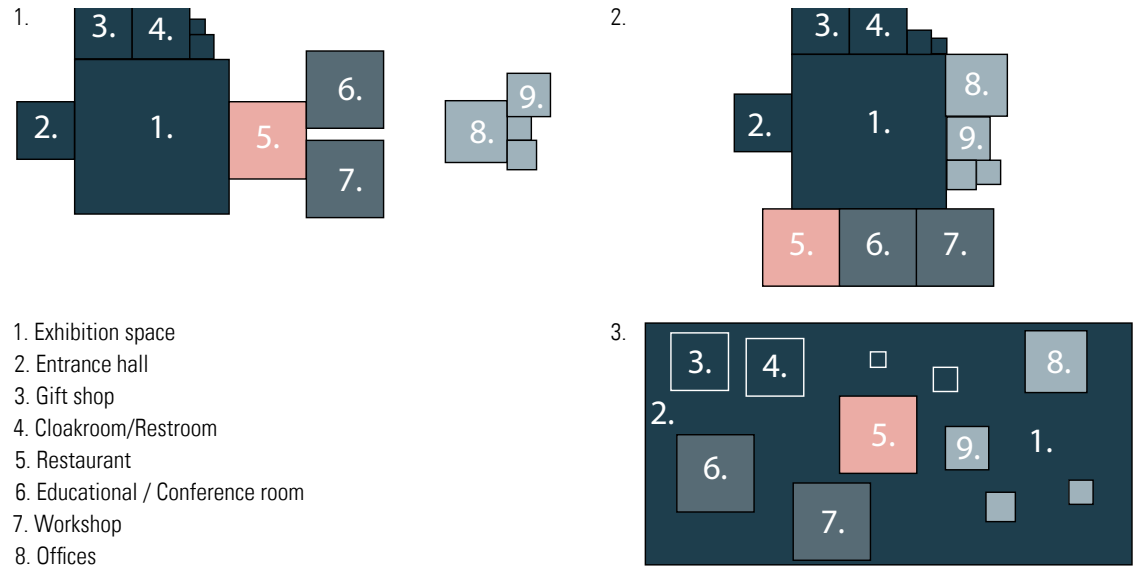 1.
3. 4.
6.
9.
2. 1. 5. 8.
7.
2.
3. 4.
8.
2. 1.
9.
5. 6. 7.
1. Exhibition space
2. Entrance hall
3. Gift shop
4. Cloakroom/Restroom
5. Restaurant
6. Educational / Conference room
7. Workshop
8. Offices
3.
3. 4. 8.
2.
5. 9. 1.
6.
7.